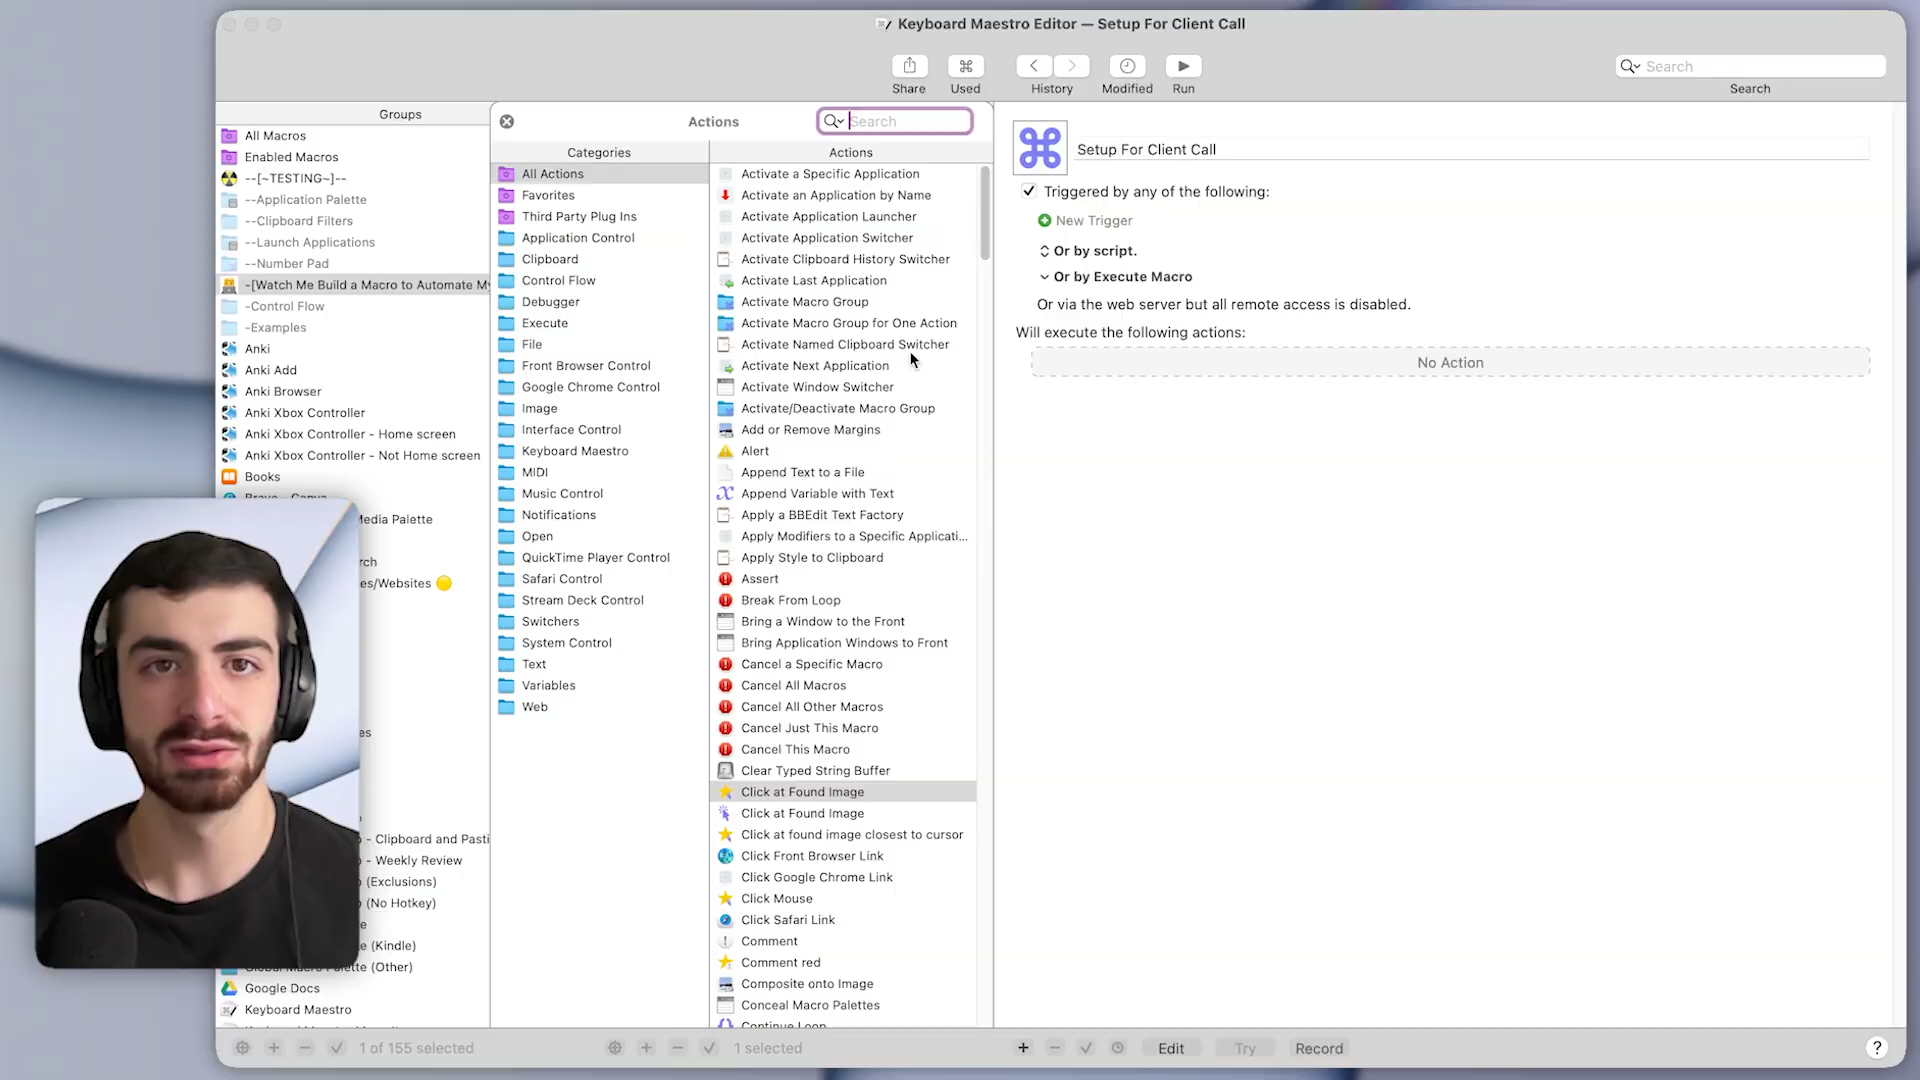 Keyboard Maestro Editor — Setup For Client Call
Share
Used
History
Modified
Run
Search
Search
Groups
All Macros
Enabled Macros
--[~TESTING~]--
--Application Palette
--Clipboard Filters
--Launch Applications
--Number Pad
-[Watch Me Build a Macro to Automate My
-Control Flow
-Examples
Anki
Anki Add
Anki Browser
Anki Xbox Controller
Anki Xbox Controller - Home screen
Anki Xbox Controller - Not Home screen
Books
Media Palette
rch
es/Websites
es
- Clipboard and Pasti
- Weekly Review
(Exclusions)
(No Hotkey)
e
e (Kindle)
(Other)
Google Docs
Keyboard Maestro
1 of 155 selected
Actions
Search
Categories
All Actions
Favorites
Third Party Plug Ins
Application Control
Clipboard
Control Flow
Debugger
Execute
File
Front Browser Control
Google Chrome Control
Image
Interface Control
Keyboard Maestro
MIDI
Music Control
Notifications
Open
QuickTime Player Control
Safari Control
Stream Deck Control
Switchers
System Control
Text
Variables
Web
Actions
Activate a Specific Application
Activate an Application by Name
Activate Application Launcher
Activate Application Switcher
Activate Clipboard History Switcher
Activate Last Application
Activate Macro Group
Activate Macro Group for One Action
Activate Named Clipboard Switcher
Activate Next Application
Activate Window Switcher
Activate/Deactivate Macro Group
Add or Remove Margins
Alert
Append Text to a File
Append Variable with Text
Apply a BBEdit Text Factory
Apply Modifiers to a Specific Applicati...
Apply Style to Clipboard
Assert
Break From Loop
Bring a Window to the Front
Bring Application Windows to Front
Cancel a Specific Macro
Cancel All Macros
Cancel All Other Macros
Cancel Just This Macro
Cancel This Macro
Clear Typed String Buffer
Click at Found Image
Click at Found Image
Click at found image closest to cursor
Click Front Browser Link
Click Google Chrome Link
Click Mouse
Click Safari Link
Comment
Comment red
Composite onto Image
Conceal Macro Palettes
Continue Loop
1 selected
Setup For Client Call
Triggered by any of the following:
New Trigger
Or by script.
Or by Execute Macro
Or via the web server but all remote access is disabled.
Will execute the following actions:
No Action
Edit
Try
Record
?